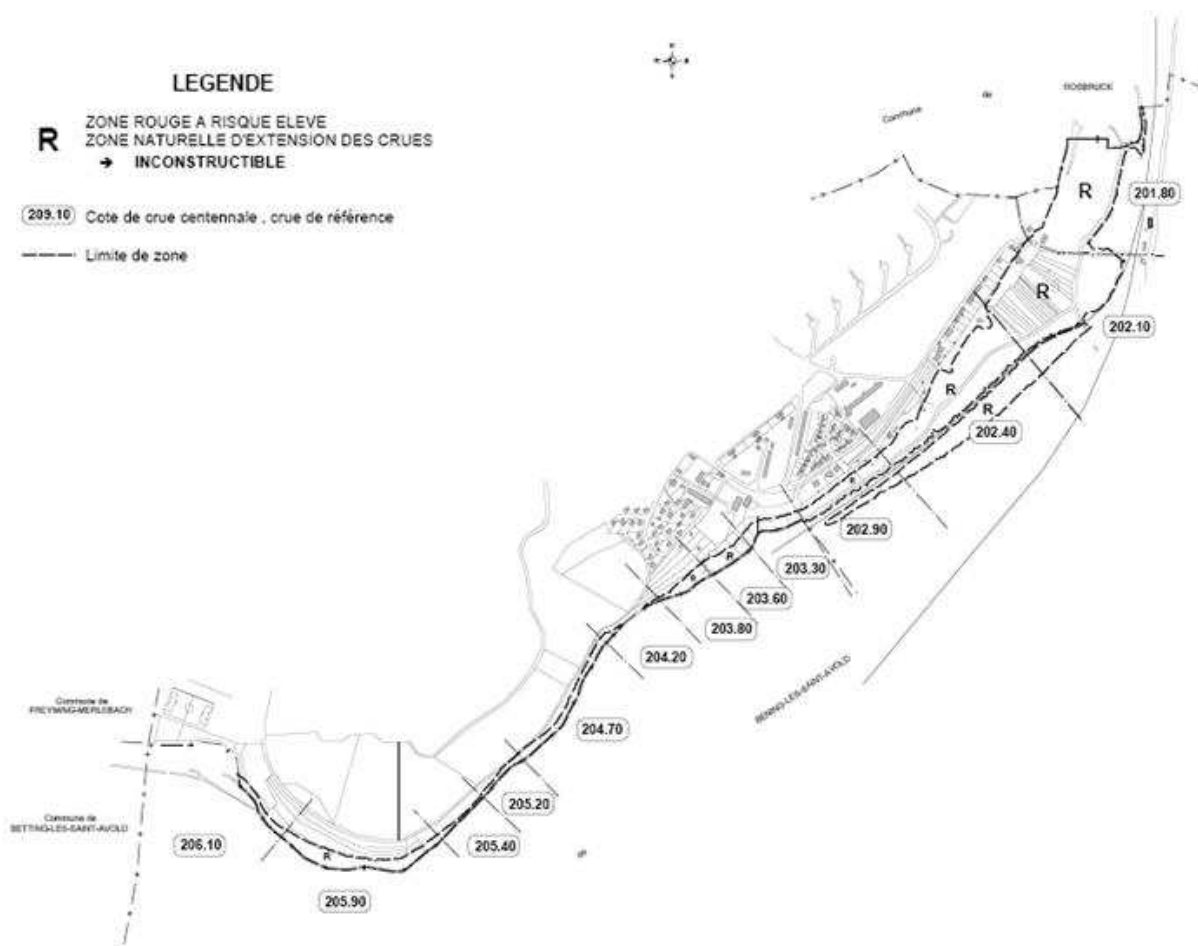 LEGENDE
R
ZONE ROUGE A RISQUE ELEVE
ZONE NATURELLE D'EXTENSION DES CRUES
➔ INCONSTRUCTIBLE
209.10 Cote de crue centennale , crue de référence
Limite de zone
Commune
de
ROSBRUCK
R
201.80
R
202.10
R
R
202.40
202.90
R
203.30
203.60
203.80
204.20
204.70
205.20
205.40
BENING-LES-SAINT-AVOLD
Commune de
FREYMING-MERLEBACH
Commune de
BETTING-LES-SAINT-AVOLD
206.10
R
205.90